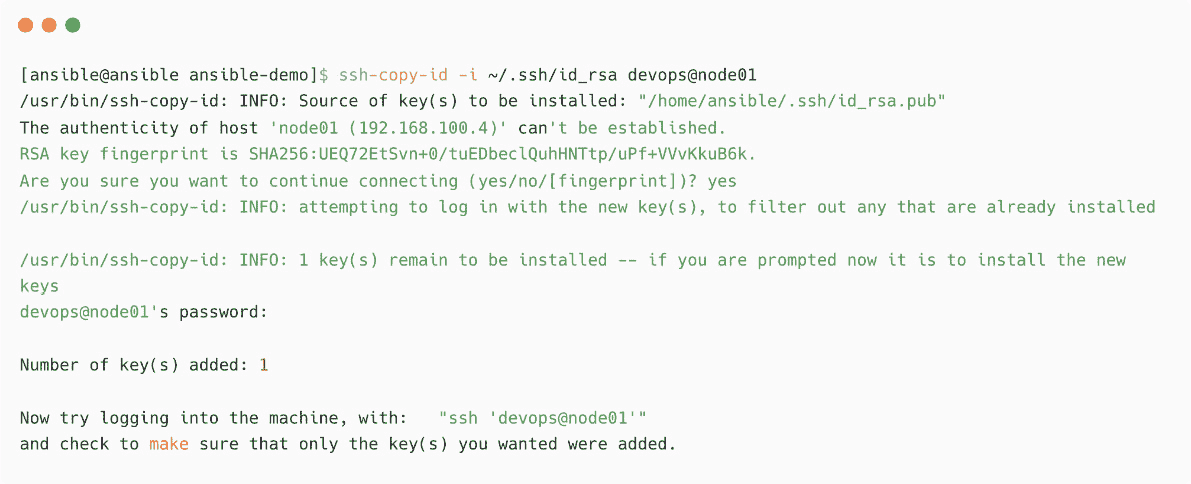 [ansible@ansible ansible-demo]$ ssh-copy-id -i ~/.ssh/id_rsa devops@node01
/usr/bin/ssh-copy-id: INFO: Source of key(s) to be installed: "/home/ansible/.ssh/id_rsa.pub"
The authenticity of host 'node01 (192.168.100.4)' can't be established.
RSA key fingerprint is SHA256:UEQ72EtSvn+0/tuEDbeclQuhHNTtp/uPf+VVvKkuB6k.
Are you sure you want to continue connecting (yes/no/[fingerprint])? yes
/usr/bin/ssh-copy-id: INFO: attempting to log in with the new key(s), to filter out any that are already installed
/usr/bin/ssh-copy-id: INFO: 1 key(s) remain to be installed -- if you are prompted now it is to install the new
keys
devops@node01's password:
Number of key(s) added: 1
Now try logging into the machine, with:   "ssh 'devops@node01'"
and check to make sure that only the key(s) you wanted were added.